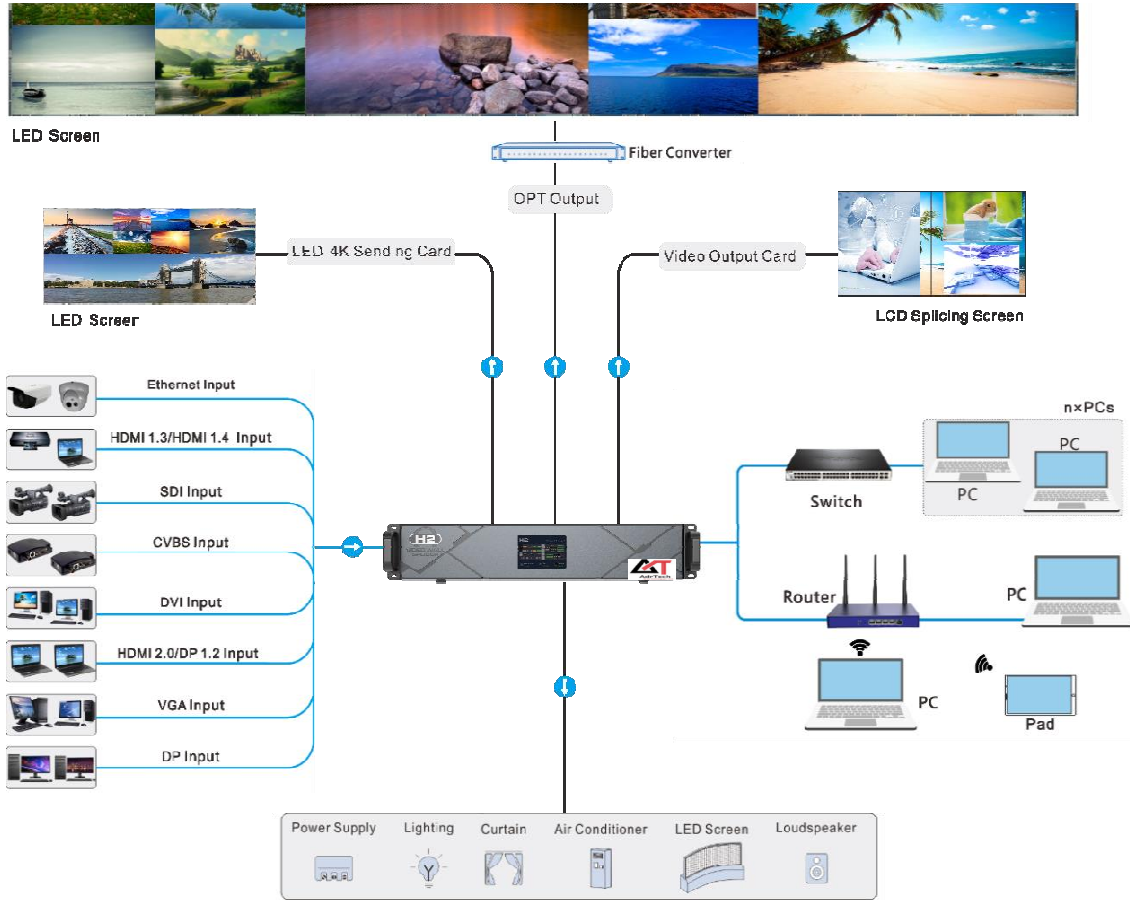 LED Screen
Fiber Converter
OPT Output
LED 4K Sending Card
Video Output Card
LED Screen
LCD Splicing Screen
Ethernet Input
HDMI 1.3/HDMI 1.4 Input
SDI Input
CVBS Input
DVI Input
HDMI 2.0/DP 1.2 Input
VGA Input
DP Input
H2
H2
AdeTech
n×PCs
PC
PC
Switch
Router
PC
PC
Pad
Power Supply
Lighting
Curtain
Air Conditioner
LED Screen
Loudspeaker